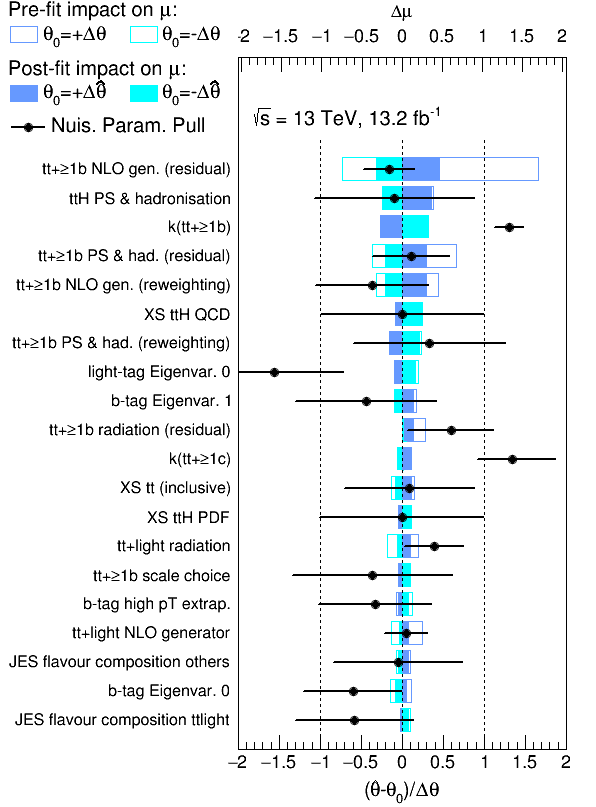 Pre-fit impact on μ:
θ₀=+Δθ θ₀=-Δθ
Post-fit impact on μ:
θ₀=+Δθ̂ θ₀=-Δθ̂
Nuis. Param. Pull
Δμ
−2 −1.5 −1 −0.5 0 0.5 1 1.5 2
√s = 13 TeV, 13.2 fb⁻¹
tt+≥1b NLO gen. (residual)
ttH PS & hadronisation
k(tt+≥1b)
tt+≥1b PS & had. (residual)
tt+≥1b NLO gen. (reweighting)
XS ttH QCD
tt+≥1b PS & had. (reweighting)
light-tag Eigenvar. 0
b-tag Eigenvar. 1
tt+≥1b radiation (residual)
k(tt+≥1c)
XS tt (inclusive)
XS ttH PDF
tt+light radiation
tt+≥1b scale choice
b-tag high pT extrap.
tt+light NLO generator
JES flavour composition others
b-tag Eigenvar. 0
JES flavour composition ttlight
−2 −1.5 −1 −0.5 0 0.5 1 1.5 2
(θ̂-θ₀)/Δθ